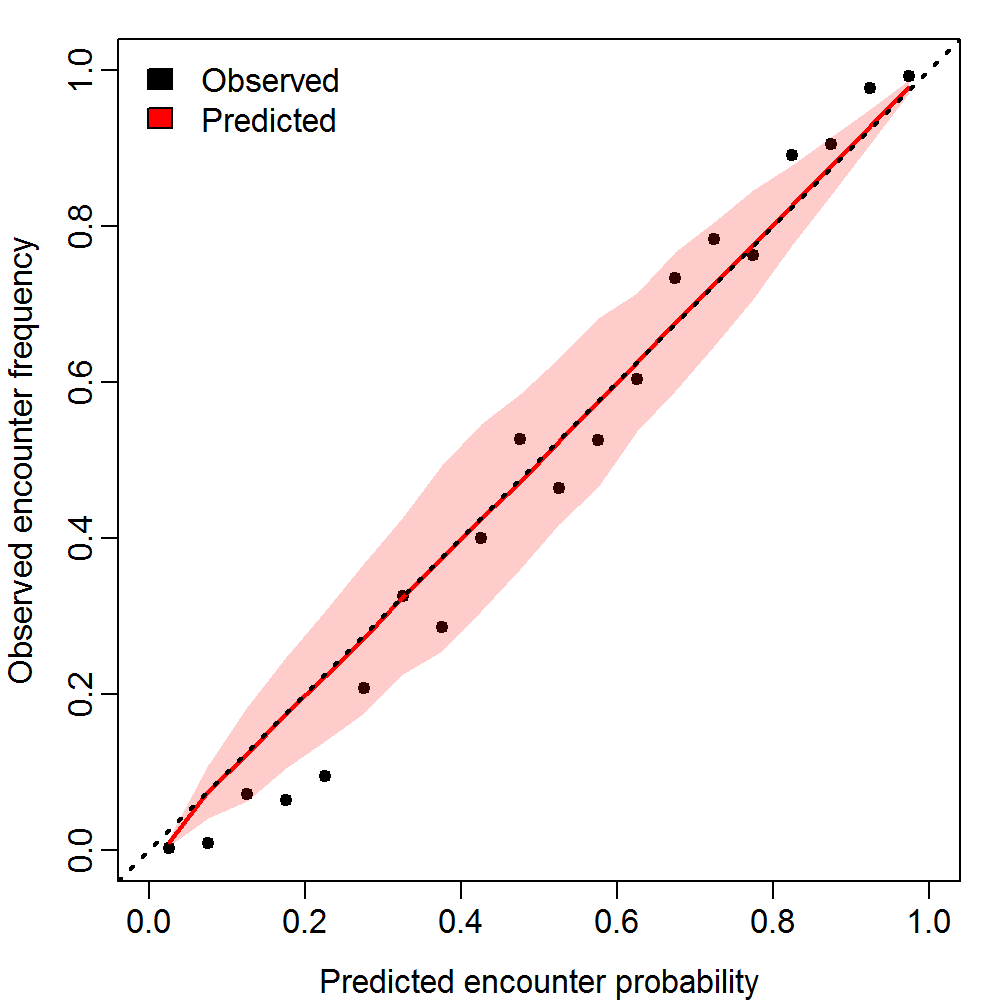 Observed
Predicted
Observed encounter frequency
1.0
0.8
0.6
0.4
0.2
0.0
0.0 0.2 0.4 0.6 0.8 1.0
Predicted encounter probability